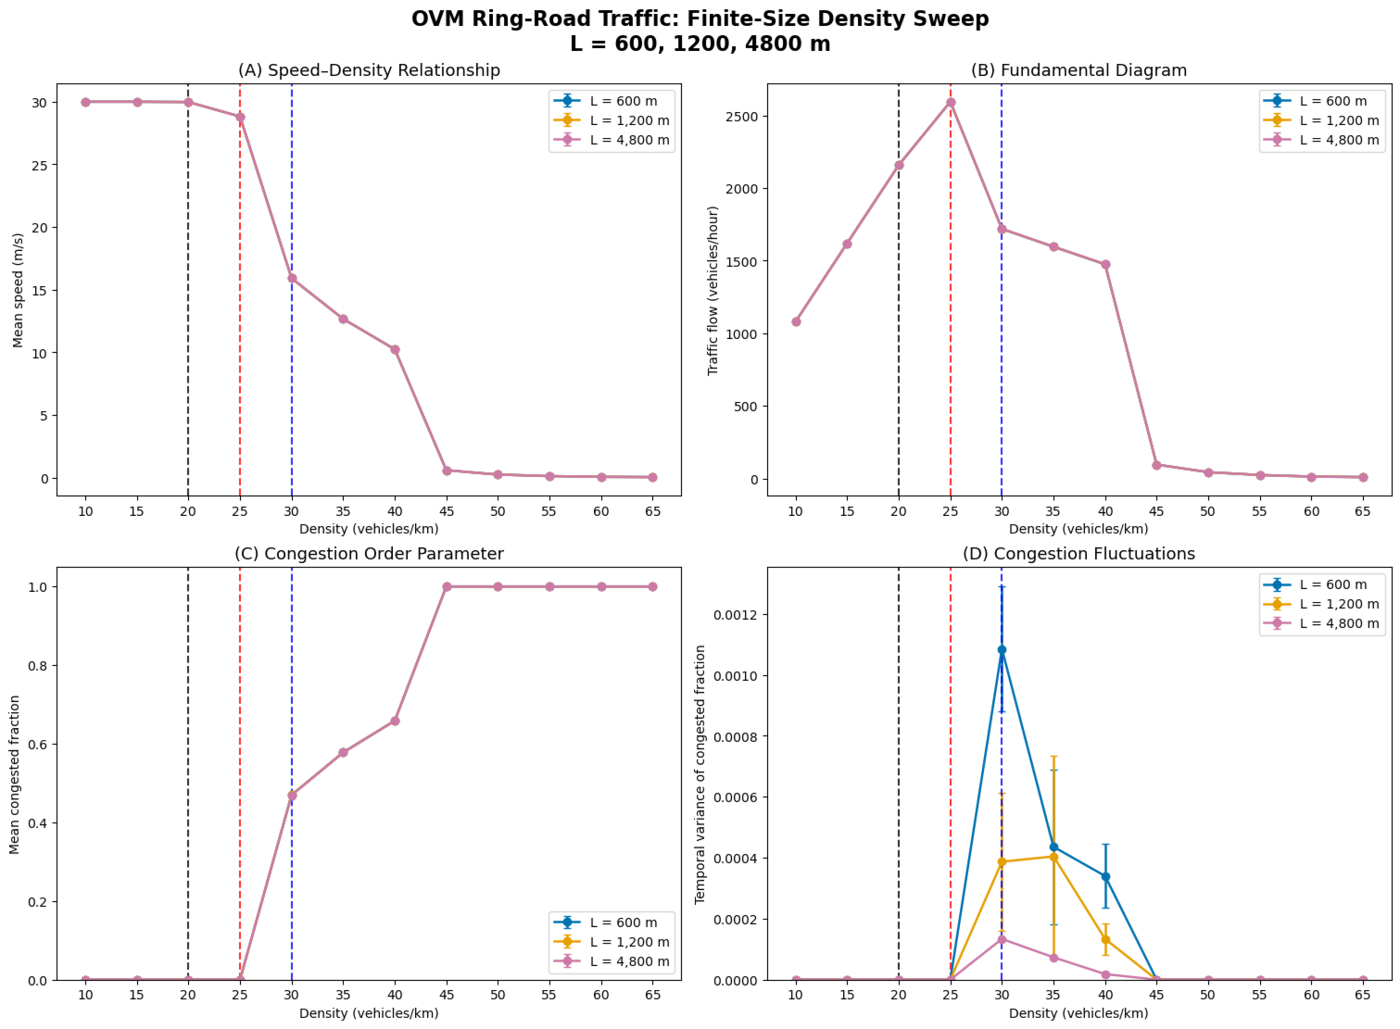 OVM Ring-Road Traffic: Finite-Size Density Sweep
L = 600, 1200, 4800 m
(A) Speed–Density Relationship
Mean speed (m/s)
30
25
20
15
10
5
0
L = 600 m
L = 1,200 m
L = 4,800 m
10 15 20 25 30 35 40 45 50 55 60 65
Density (vehicles/km)
(B) Fundamental Diagram
Traffic flow (vehicles/hour)
2500
2000
1500
1000
500
0
L = 600 m
L = 1,200 m
L = 4,800 m
10 15 20 25 30 35 40 45 50 55 60 65
Density (vehicles/km)
(C) Congestion Order Parameter
Mean congested fraction
1.0
0.8
0.6
0.4
0.2
0.0
L = 600 m
L = 1,200 m
L = 4,800 m
10 15 20 25 30 35 40 45 50 55 60 65
Density (vehicles/km)
(D) Congestion Fluctuations
Temporal variance of congested fraction
0.0012
0.0010
0.0008
0.0006
0.0004
0.0002
0.0000
L = 600 m
L = 1,200 m
L = 4,800 m
10 15 20 25 30 35 40 45 50 55 60 65
Density (vehicles/km)